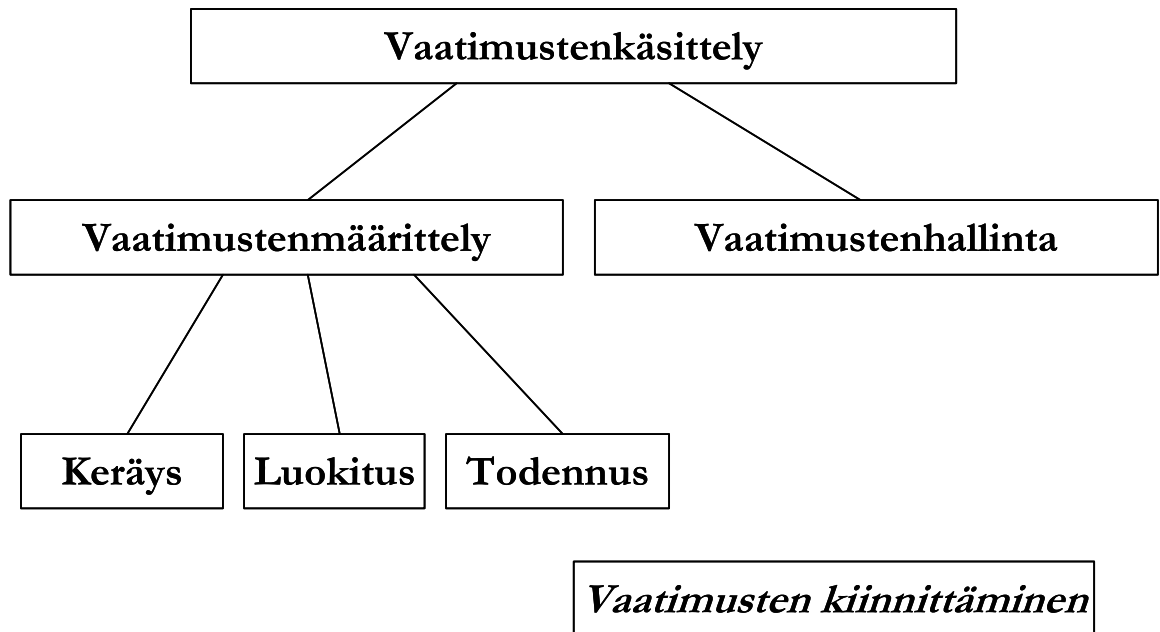 Vaatimustenkäsittely
Vaatimustenmäärittely
Vaatimustenhallinta
Keräys
Luokitus
Todennus
Vaatimusten kiinnittäminen